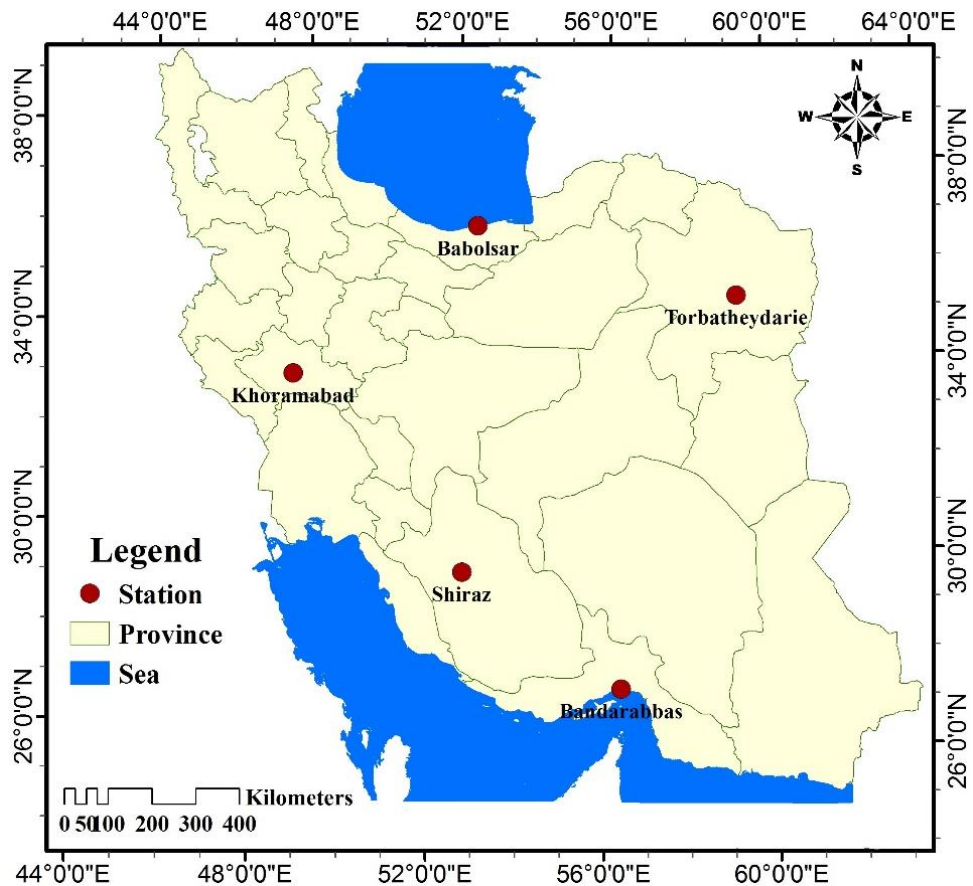 44°0'0"E 48°0'0"E 52°0'0"E 56°0'0"E 60°0'0"E 64°0'0"E
N
W E
S
38°0'0"N
38°0'0"N
Babolsar
Torbatheydarie
34°0'0"N
34°0'0"N
Khoramabad
30°0'0"N
30°0'0"N
Legend
Station
Province
Sea
Shiraz
Bandarabbas
26°0'0"N
26°0'0"N
Kilometers
0 50100 200 300 400
44°0'0"E 48°0'0"E 52°0'0"E 56°0'0"E 60°0'0"E